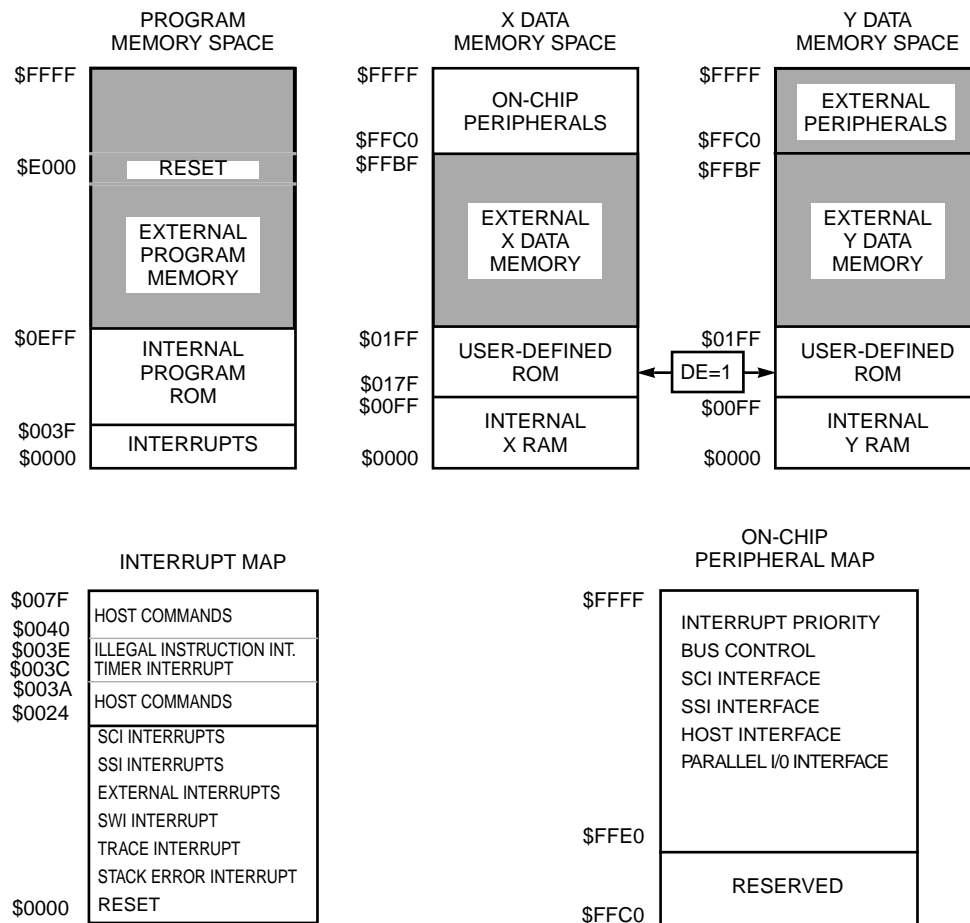 PROGRAM
MEMORY SPACE
$FFFF
$E000
RESET
EXTERNAL
PROGRAM
MEMORY
$0EFF
INTERNAL
PROGRAM
ROM
$003F
INTERRUPTS
$0000
X DATA
MEMORY SPACE
$FFFF
ON-CHIP
PERIPHERALS
$FFC0
$FFBF
EXTERNAL
X DATA
MEMORY
$01FF
USER-DEFINED
ROM
$017F
$00FF
INTERNAL
X RAM
$0000
DE=1
Y DATA
MEMORY SPACE
$FFFF
EXTERNAL
PERIPHERALS
$FFC0
$FFBF
EXTERNAL
Y DATA
MEMORY
$01FF
USER-DEFINED
ROM
$00FF
INTERNAL
Y RAM
$0000
INTERRUPT MAP
$007F
HOST COMMANDS
$0040
$003E
ILLEGAL INSTRUCTION INT.
$003C
TIMER INTERRUPT
$003A
HOST COMMANDS
$0024
SCI INTERRUPTS
SSI INTERRUPTS
EXTERNAL INTERRUPTS
SWI INTERRUPT
TRACE INTERRUPT
STACK ERROR INTERRUPT
$0000
RESET
ON-CHIP
PERIPHERAL MAP
$FFFF
INTERRUPT PRIORITY
BUS CONTROL
SCI INTERFACE
SSI INTERFACE
HOST INTERFACE
PARALLEL I/0 INTERFACE
$FFE0
RESERVED
$FFC0